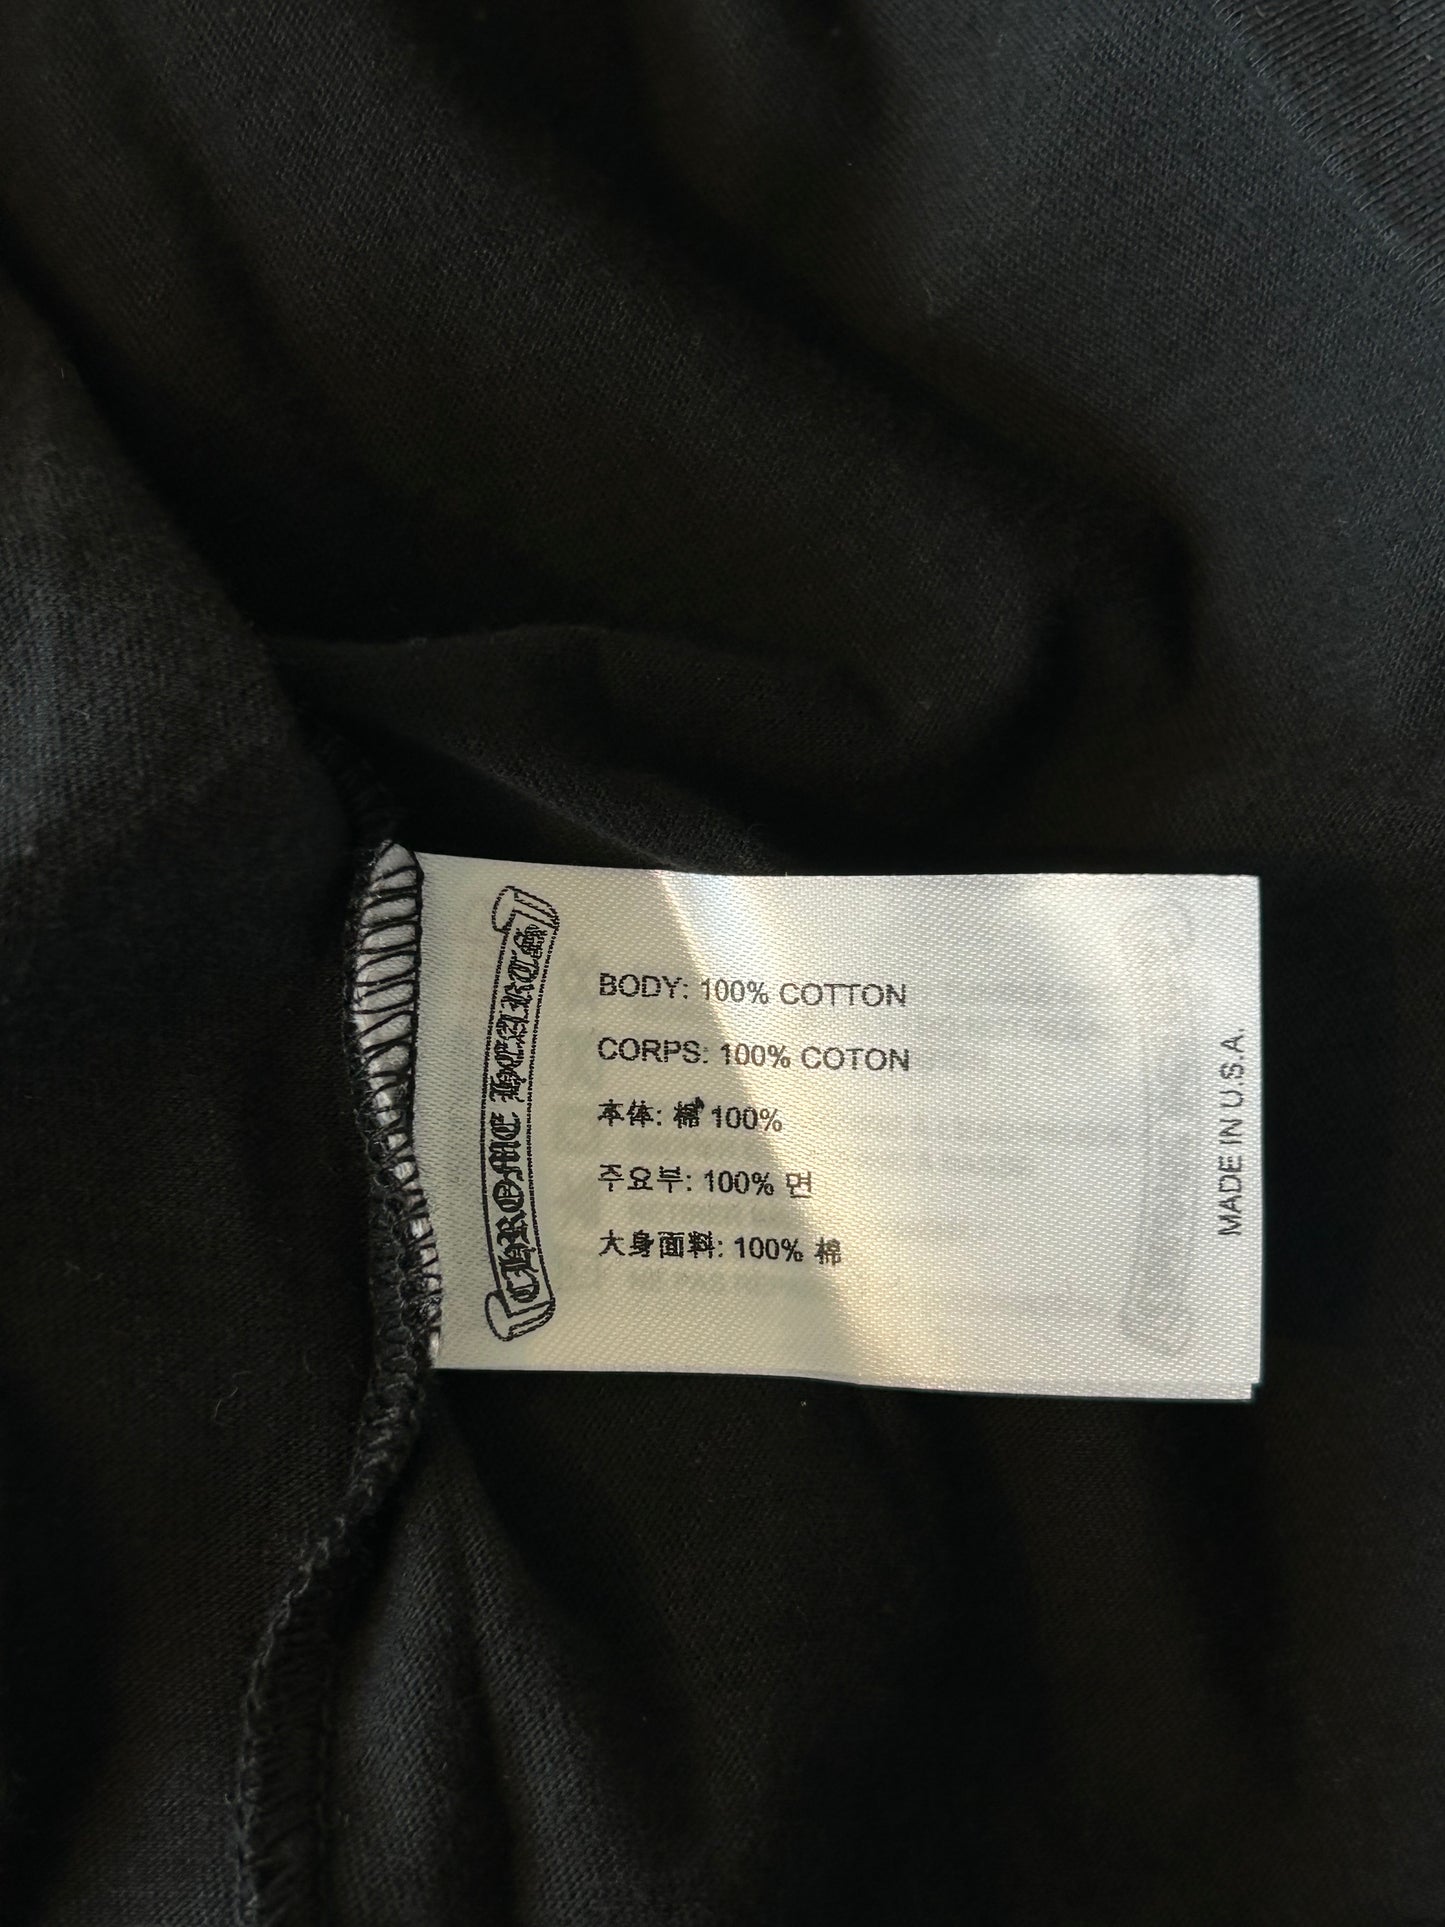 CHROME HEARTS
BODY: 100% COTTON
CORPS: 100% COTON
本体: 棉 100%
주요부: 100% 면
大身面料: 100% 棉
MADE IN U.S.A.